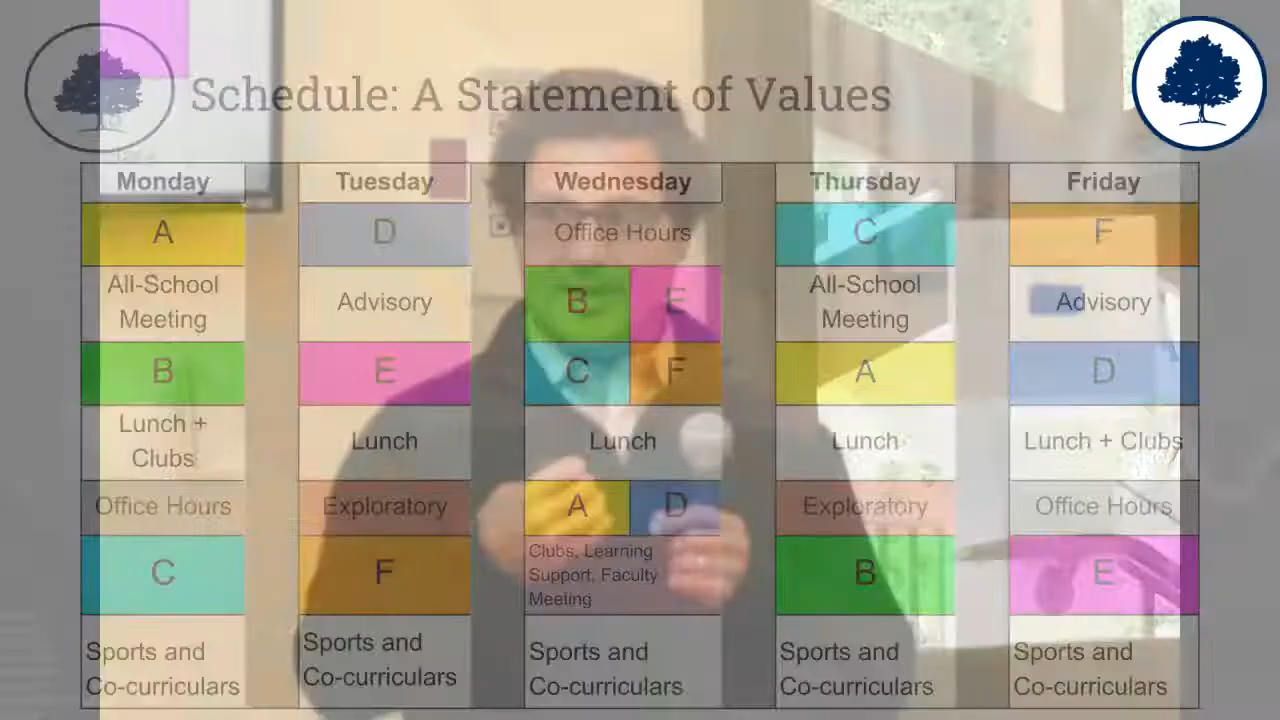 Schedule: A Statement of Values
Monday Tuesday Wednesday Thursday Friday
A D Office Hours C F
All-School
Meeting
Advisory
B E
All-School
Meeting
Advisory
B E C F A D
Lunch +
Clubs
Lunch Lunch Lunch Lunch + Clubs
Office Hours Exploratory A D Exploratory Office Hours
C F
Clubs, Learning
Support, Faculty
Meeting
B E
Sports and
Co-curriculars
Sports and
Co-curriculars
Sports and
Co-curriculars
Sports and
Co-curriculars
Sports and
Co-curriculars